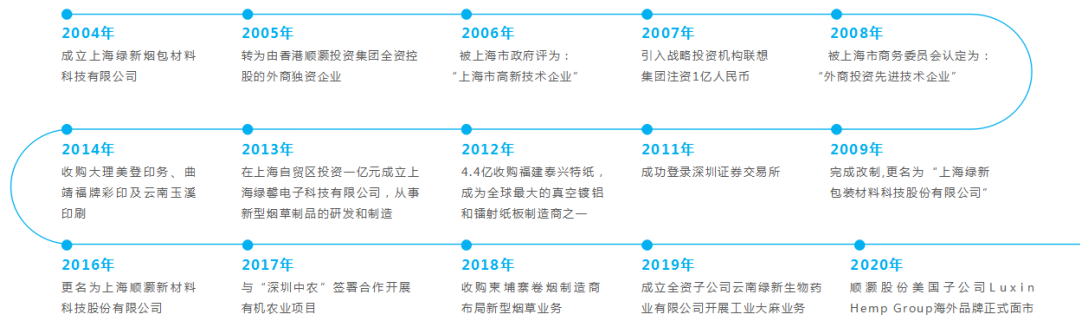 2004年
成立上海绿新烟包材料
科技有限公司
2005年
转为由香港顺灏投资集团全资控
股的外商独资企业
2006年
被上海市政府评为：
“上海市高新技术企业”
2007年
引入战略投资机构联想
集团注资1亿人民币
2008年
被上海市商务委员会认定为：
“外商投资先进技术企业”
2014年
收购大理美登印务、曲
靖福牌彩印及云南玉溪
印刷
2013年
在上海自贸区投资一亿元成立上
海绿馨电子科技有限公司，从事
新型烟草制品的研发和制造
2012年
4.4亿收购福建泰兴特纸，
成为全球最大的真空镀铝
和镭射纸板制造商之一
2011年
成功登录深圳证券交易所
2009年
完成改制,更名为“上海绿新
包装材料科技股份有限公司”
2016年
更名为上海顺灏新材料
科技股份有限公司
2017年
与“深圳中农”签署合作开展
有机农业项目
2018年
收购柬埔寨卷烟制造商
布局新型烟草业务
2019年
成立全资子公司云南绿新生物药
业有限公司开展工业大麻业务
2020年
顺灏股份美国子公司Luxin
Hemp Group海外品牌正式面市